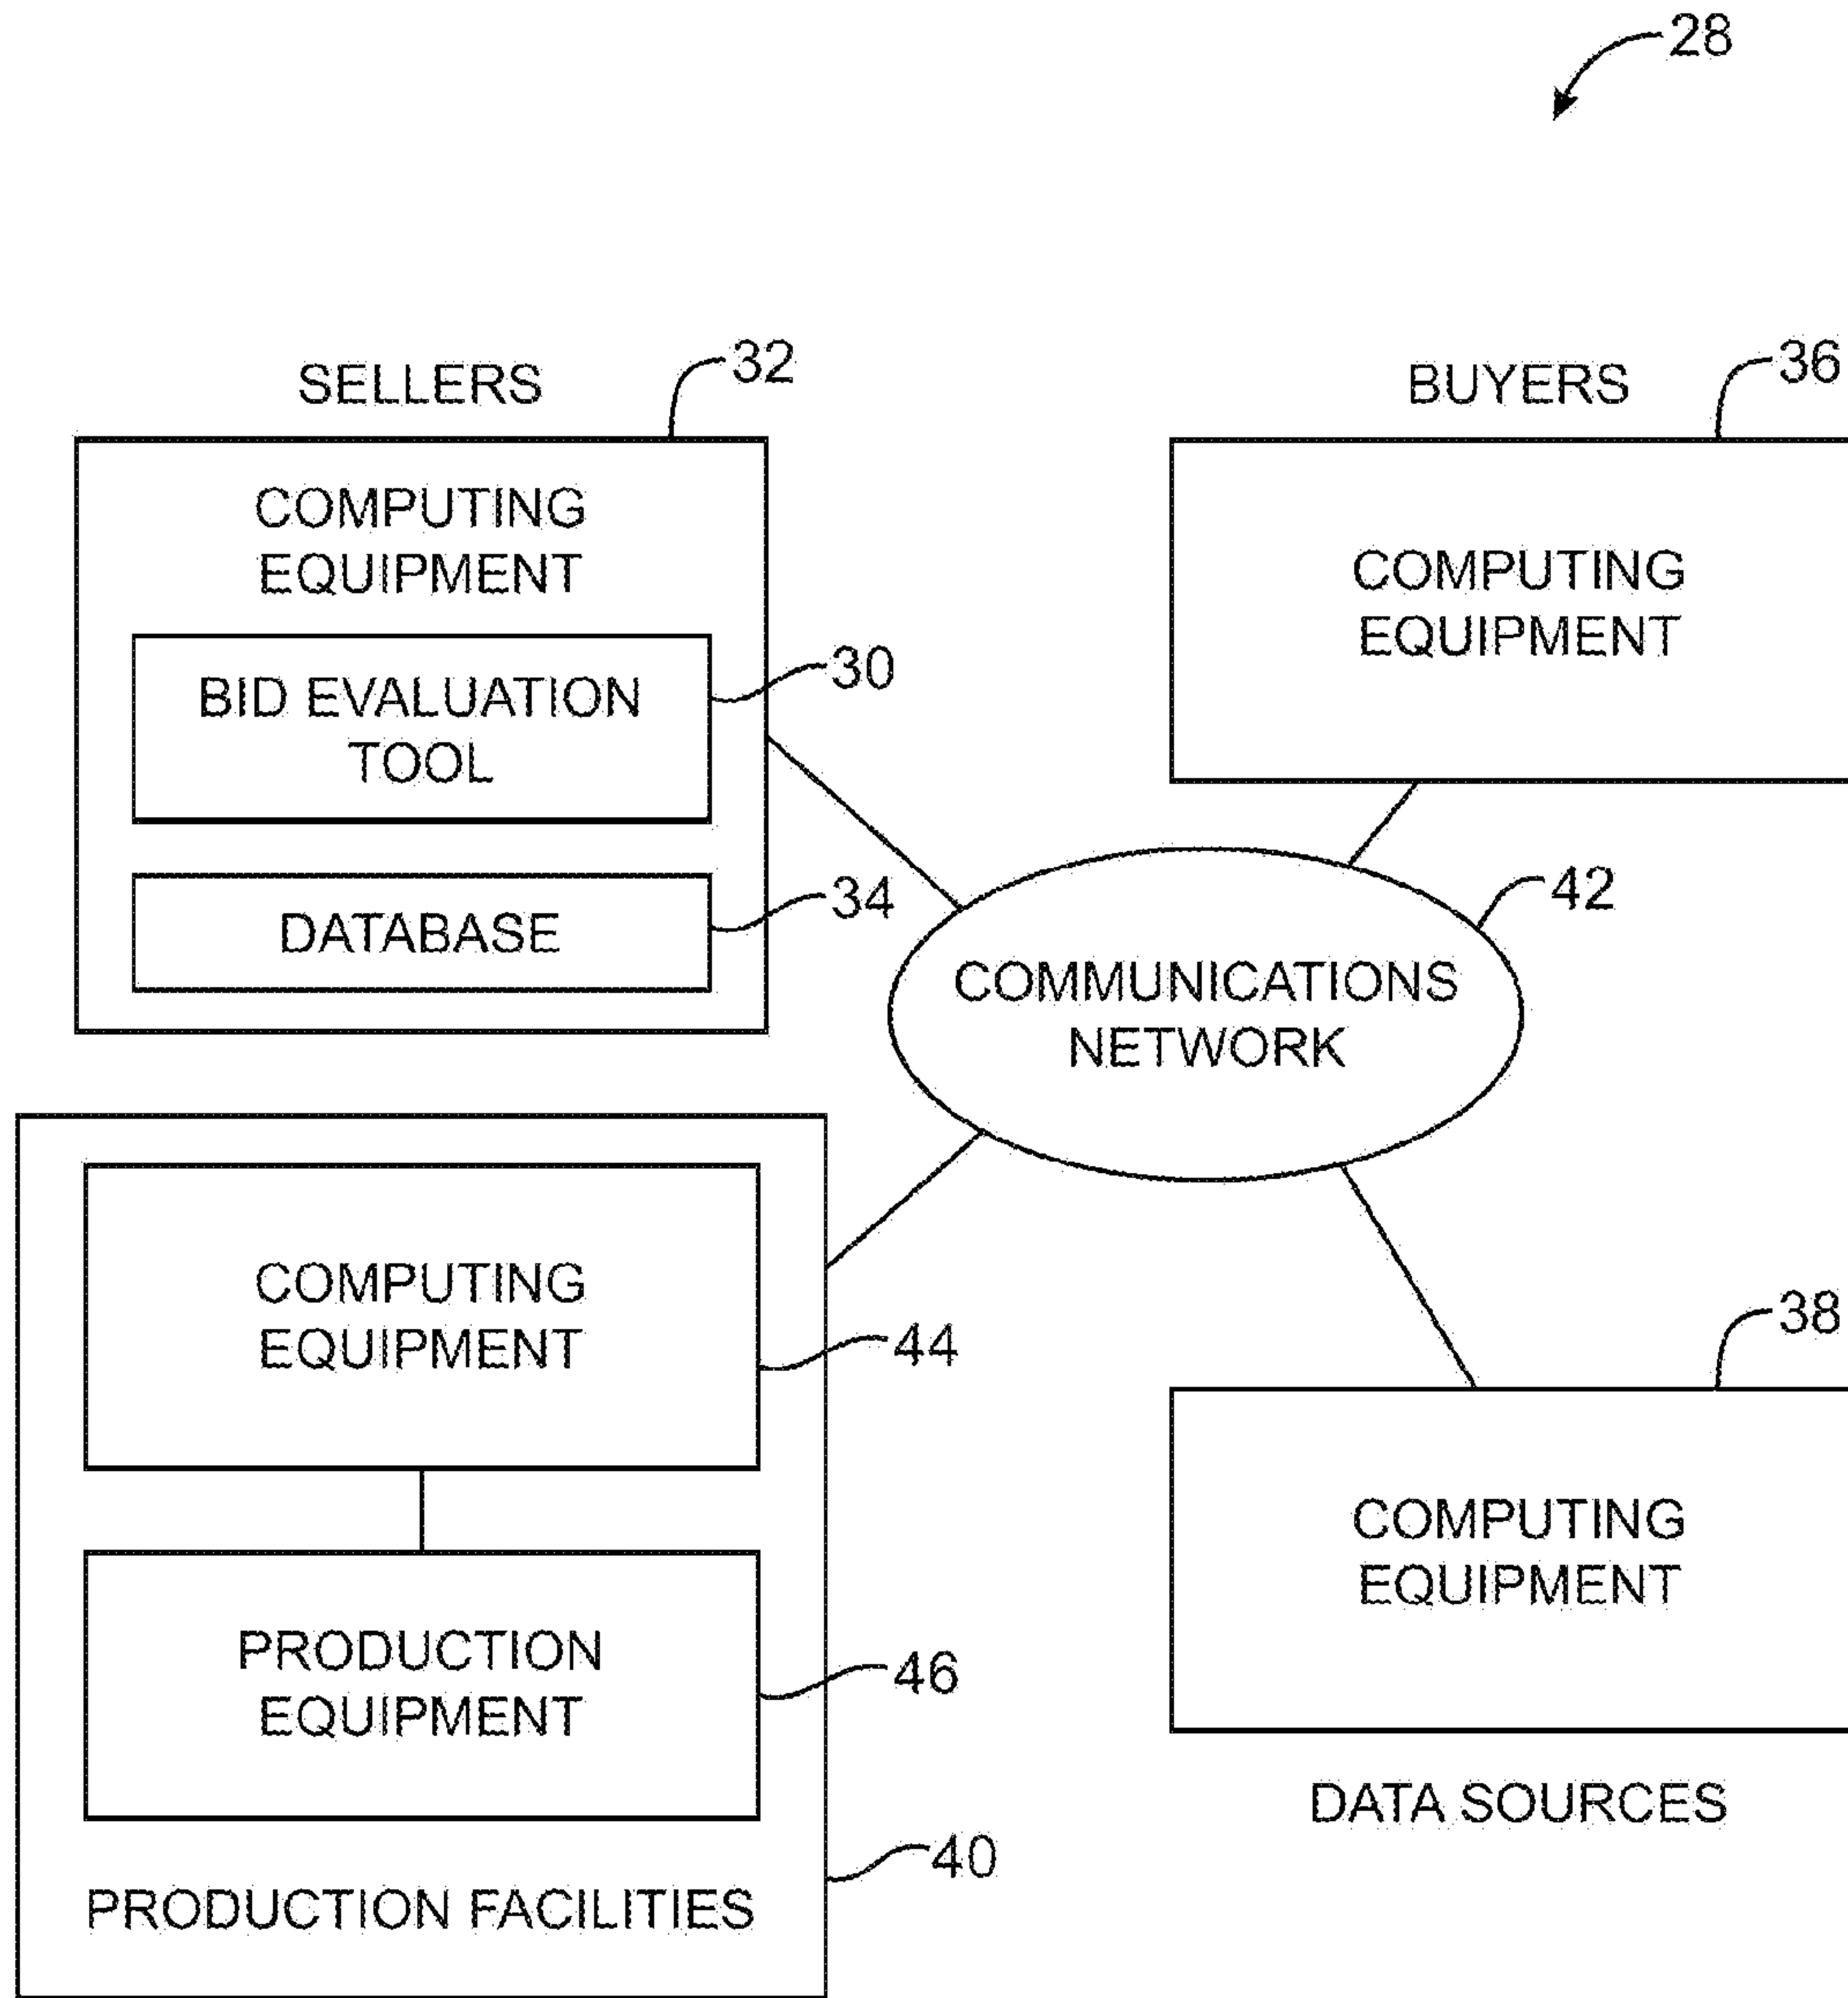 28
SELLERS
32
COMPUTING
EQUIPMENT
BID EVALUATION
TOOL
30
DATABASE
34
BUYERS
36
COMPUTING
EQUIPMENT
COMMUNICATIONS
NETWORK
42
COMPUTING
EQUIPMENT
44
PRODUCTION
EQUIPMENT
46
PRODUCTION FACILITIES
40
38
COMPUTING
EQUIPMENT
DATA SOURCES